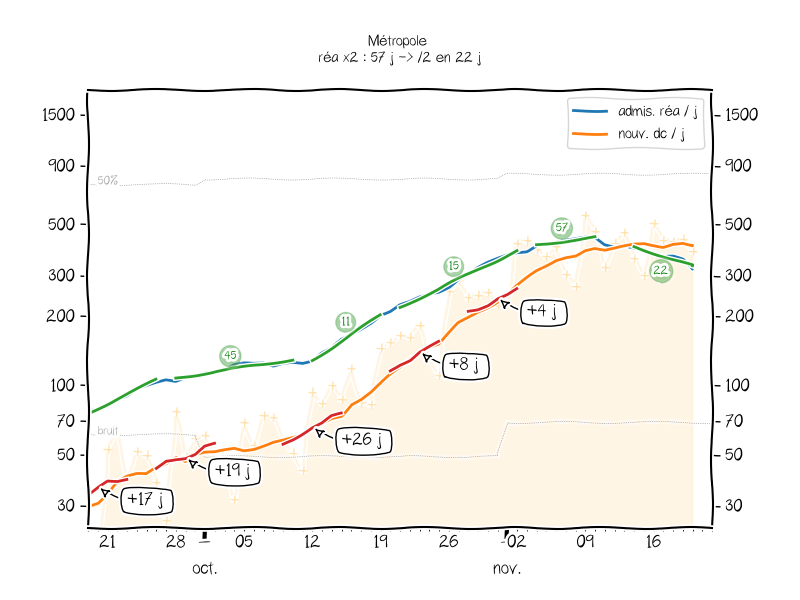 Métropole
réa x2 : 57 j -> /2 en 22 j
admis. réa / j
nouv. dc / j
1500
1500
900
900
50%
500
500
57
300
300
15
22
200
200
11
+4 j
45
+8 j
100
100
70
70
bruit
+26 j
50
50
+19 j
+17 j
30
30
21 28 05 12 19 26 02 09 16
oct. nov.